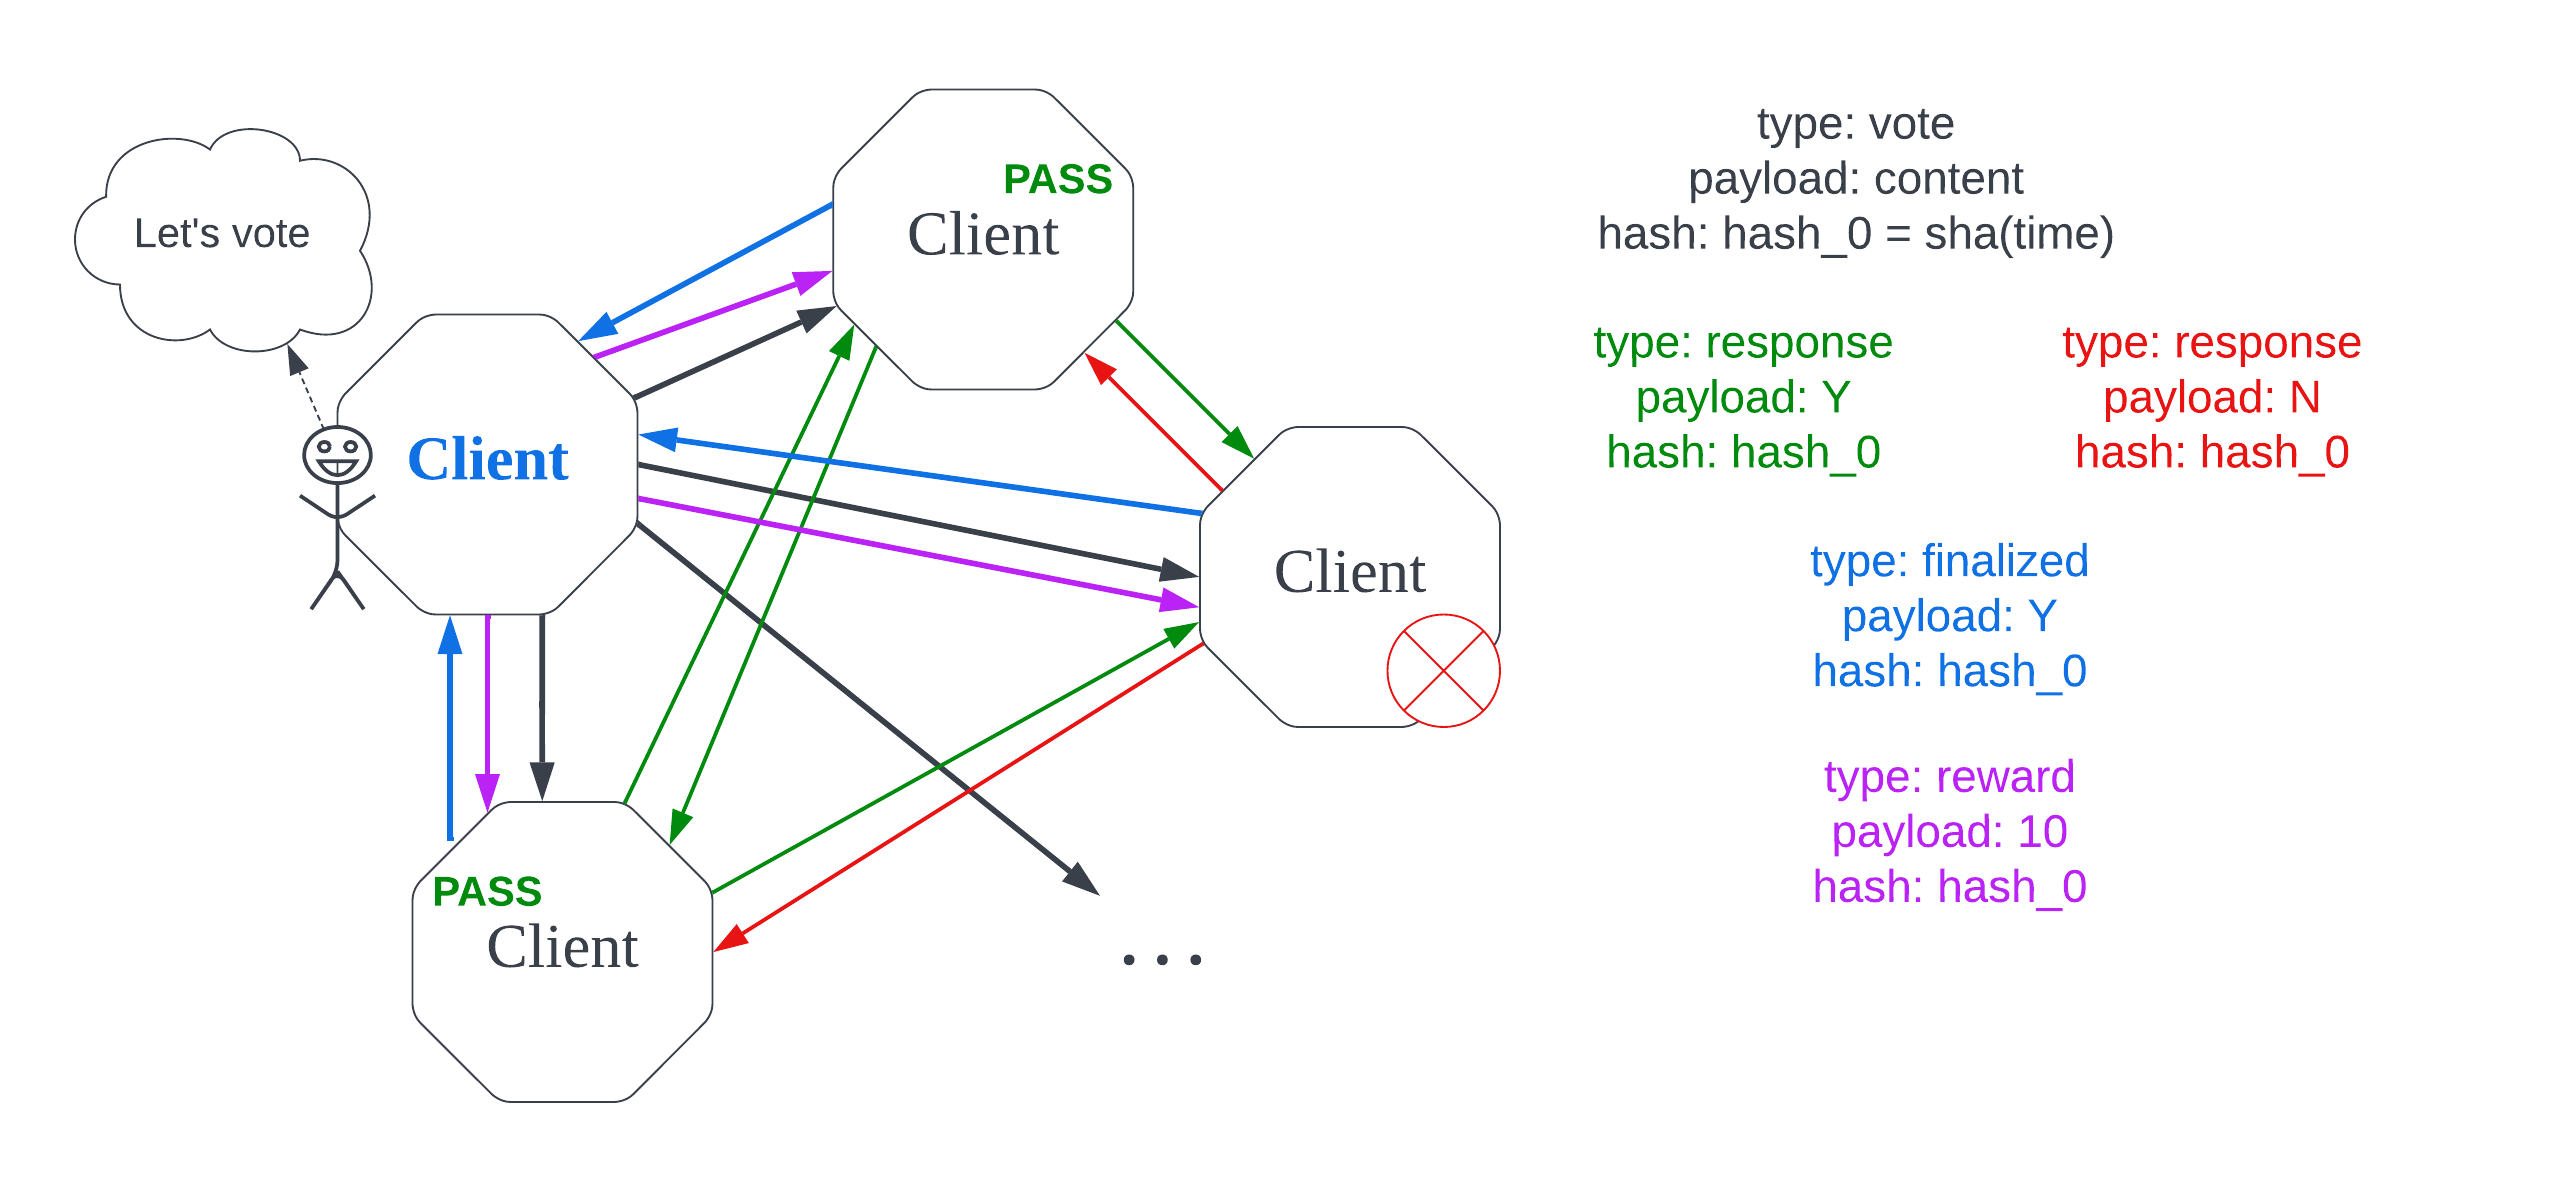 Let's vote
PASS
Client
Client
Client
PASS
Client
...
type: vote
payload: content
hash: hash_0 = sha(time)
type: response
payload: Y
hash: hash_0
type: response
payload: N
hash: hash_0
type: finalized
payload: Y
hash: hash_0
type: reward
payload: 10
hash: hash_0